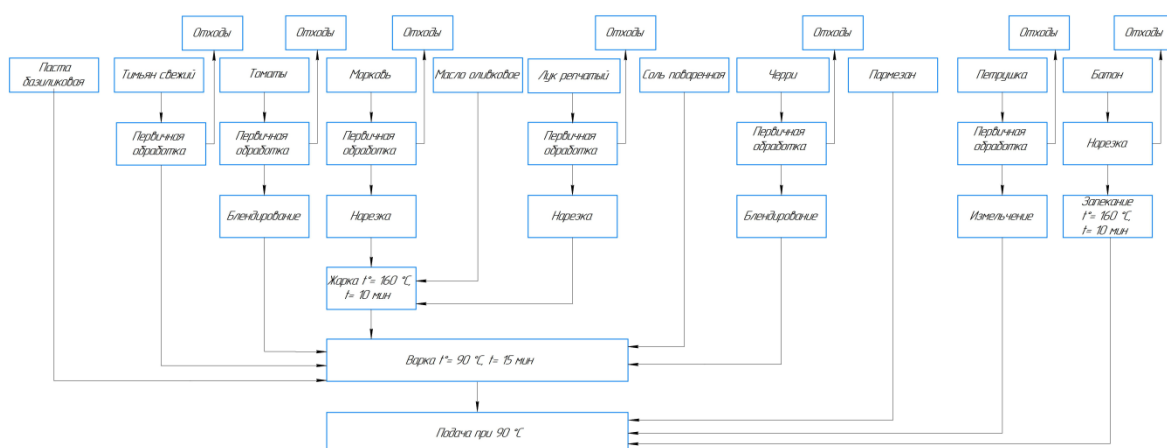 Отходы
Отходы
Отходы
Отходы
Отходы
Отходы
Отходы
Паста
базиликовая
Тимьян свежий
Томаты
Морковь
Масло оливковое
Лук репчатый
Соль поваренная
Черри
Пармезан
Петрушка
Батон
Первичная
обработка
Первичная
обработка
Первичная
обработка
Первичная
обработка
Первичная
обработка
Первичная
обработка
Нарезка
Блендирование
Нарезка
Нарезка
Блендирование
Измельчение
Запекание
t°= 160 °C,
t= 10 мин
Жарка t°= 160 °C,
t= 10 мин
Варка t°= 90 °C, t= 15 мин
Подача при 90 °C